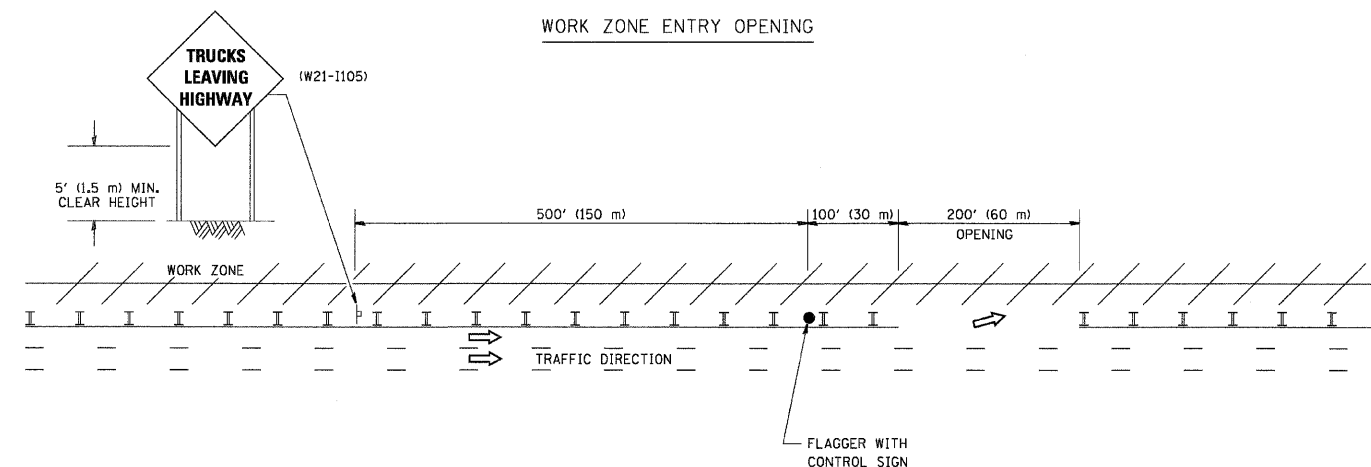 WORK ZONE ENTRY OPENING
TRUCKS
LEAVING
HIGHWAY
(W21-I105)
5' (1.5 m) MIN.
CLEAR HEIGHT
500' (150 m)
100' (30 m)
200' (60 m)
OPENING
WORK ZONE
TRAFFIC DIRECTION
FLAGGER WITH
CONTROL SIGN